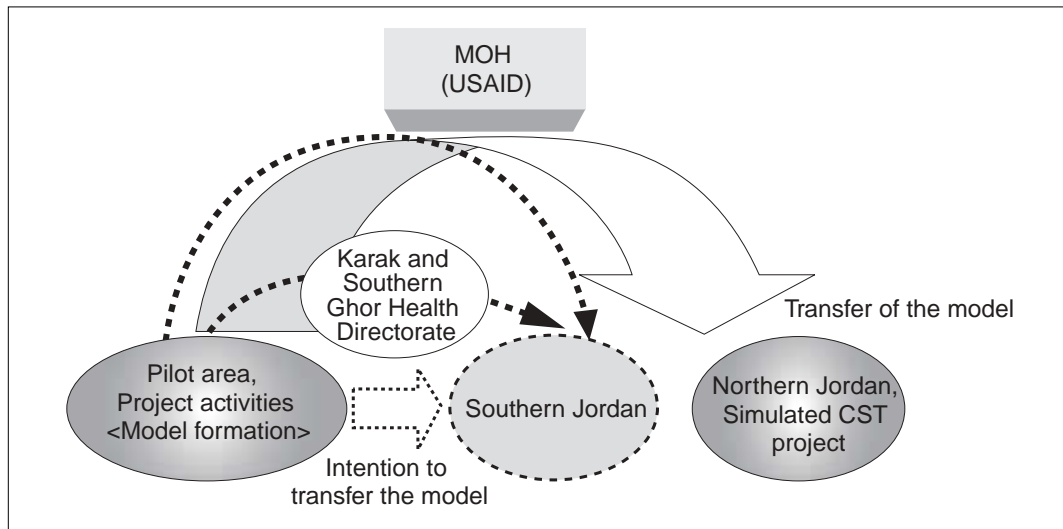 MOH
(USAID)
Karak and
Southern
Ghor Health
Directorate
Transfer of the model
Pilot area,
Project activities
<Model formation>
Southern Jordan
Northern Jordan,
Simulated CST
project
Intention to
transfer the model